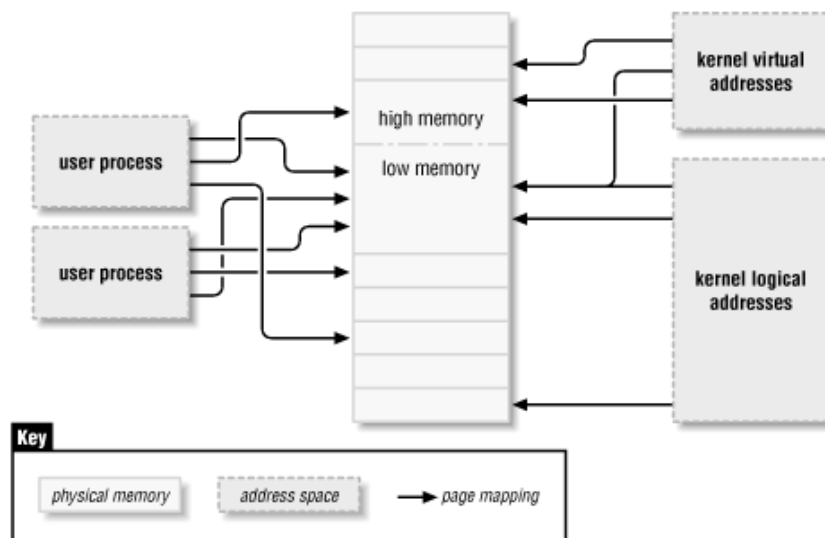 kernel virtual
addresses
high memory
user process
low memory
user process
kernel logical
addresses
Key
physical memory
address space
page mapping